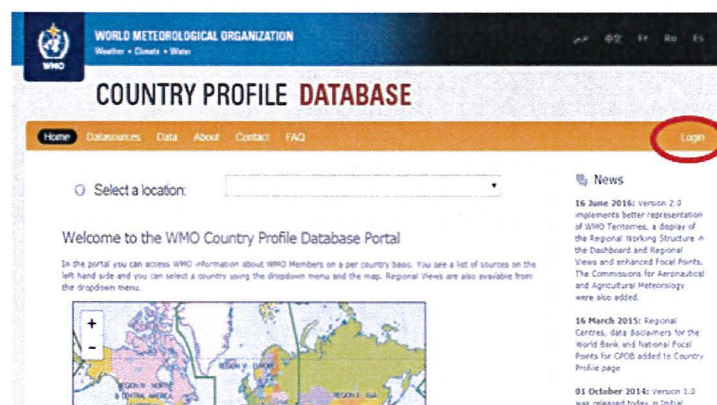 WORLD METEOROLOGICAL ORGANIZATION
Weather • Climate • Water
WMO
中文 Fr Ru Es
COUNTRY PROFILE DATABASE
Home Datasources Data About Contact FAQ Login
Select a location:
Welcome to the WMO Country Profile Database Portal
In the portal you can access WMO information about WMO Members on a per country basis. You see a list of sources on the
left hand side and you can select a country using the dropdown menu and the map. Regional Views are also available from
the dropdown menu.
+
-
REGION IV - NORTH
& CENTRAL AMERICA
REGION VI - EUROPE
REGION II - ASIA
News
16 June 2016: Version 2.0
implements better representation
of WMO Territories, a display of
the Regional Working Structure in
the Dashboard and Regional
Views and enhanced Focal Points.
The Commissions for Aeronautical
and Agricultural Meteorology
were also added.
16 March 2015: Regional
Centres, data disclaimers for the
World Bank and National Focal
Points for CPDB added to Country
Profile page
01 October 2014: Version 1.0
was released today in Initial